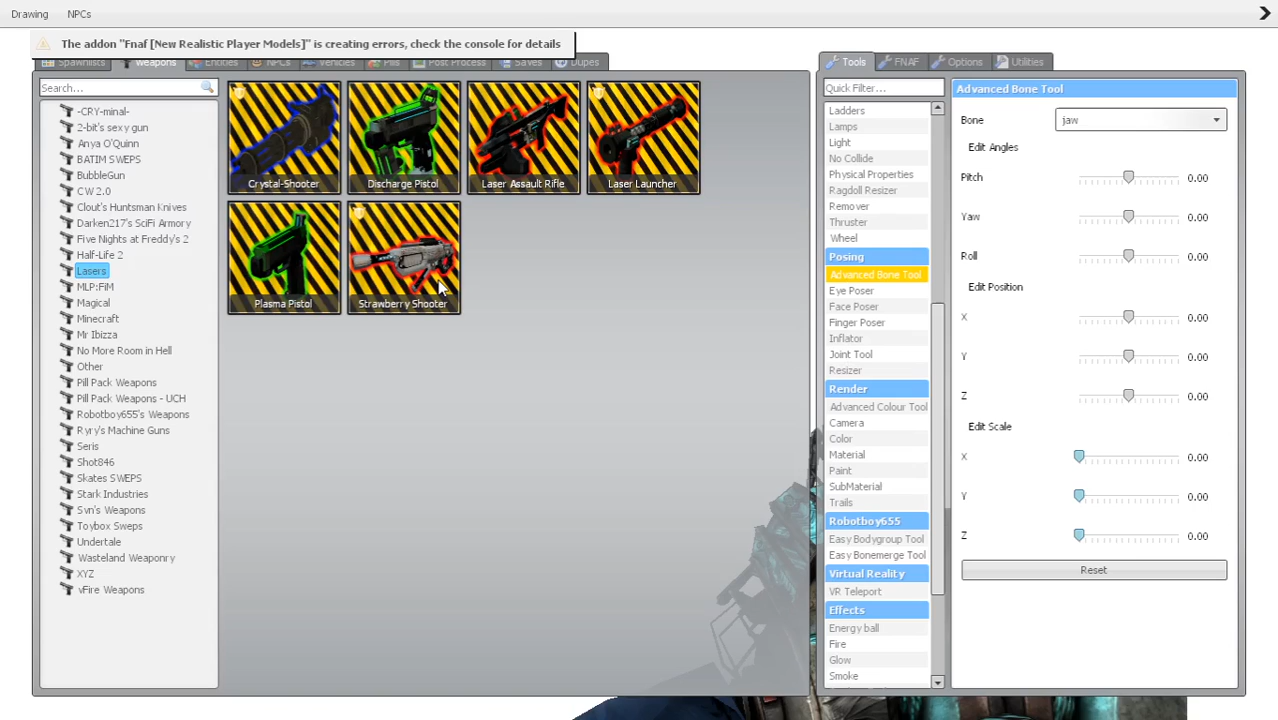 Drawing NPCs
The addon "Fnaf [New Realistic Player Models]" is creating errors, check the console for details
Spawnlists Weapons Entities NPCs Vehicles Pills Post Process Saves Dupes
Search...
-CRY-minal-
2-bit's sexy gun
Anya O'Quinn
BATIM SWEPS
BubbleGun
CW 2.0
Clout's Huntsman Knives
Darken217's SciFi Armory
Five Nights at Freddy's 2
Half-Life 2
Lasers
MLP:FiM
Magical
Minecraft
Mr Ibizza
No More Room in Hell
Other
Pill Pack Weapons
Pill Pack Weapons - UCH
Robotboy655's Weapons
Ryry's Machine Guns
Seris
Shot846
Skates SWEPS
Stark Industries
Svn's Weapons
Toybox Sweps
Undertale
Wasteland Weaponry
XYZ
vFire Weapons
Crystal-Shooter Discharge Pistol Laser Assault Rifle Laser Launcher
Plasma Pistol Strawberry Shooter
Tools FNAF Options Utilities
Quick Filter...
Ladders
Lamps
Light
No Collide
Physical Properties
Ragdoll Resizer
Remover
Thruster
Wheel
Posing
Advanced Bone Tool
Eye Poser
Face Poser
Finger Poser
Inflator
Joint Tool
Resizer
Render
Advanced Colour Tool
Camera
Color
Material
Paint
SubMaterial
Trails
Robotboy655
Easy Bodygroup Tool
Easy Bonemerge Tool
Virtual Reality
VR Teleport
Effects
Energy ball
Fire
Glow
Smoke
Advanced Bone Tool
Bone jaw
Edit Angles
Pitch 0.00
Yaw 0.00
Roll 0.00
Edit Position
X 0.00
Y 0.00
Z 0.00
Edit Scale
X 0.00
Y 0.00
Z 0.00
Reset